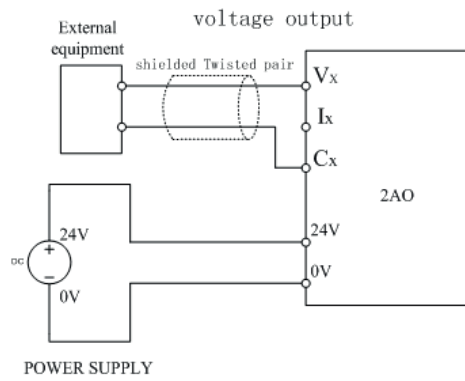 voltage output
External
equipment
shielded Twisted pair
Vx
Ix
Cx
2AO
24V
24V
DC
+
−
0V
0V
POWER SUPPLY